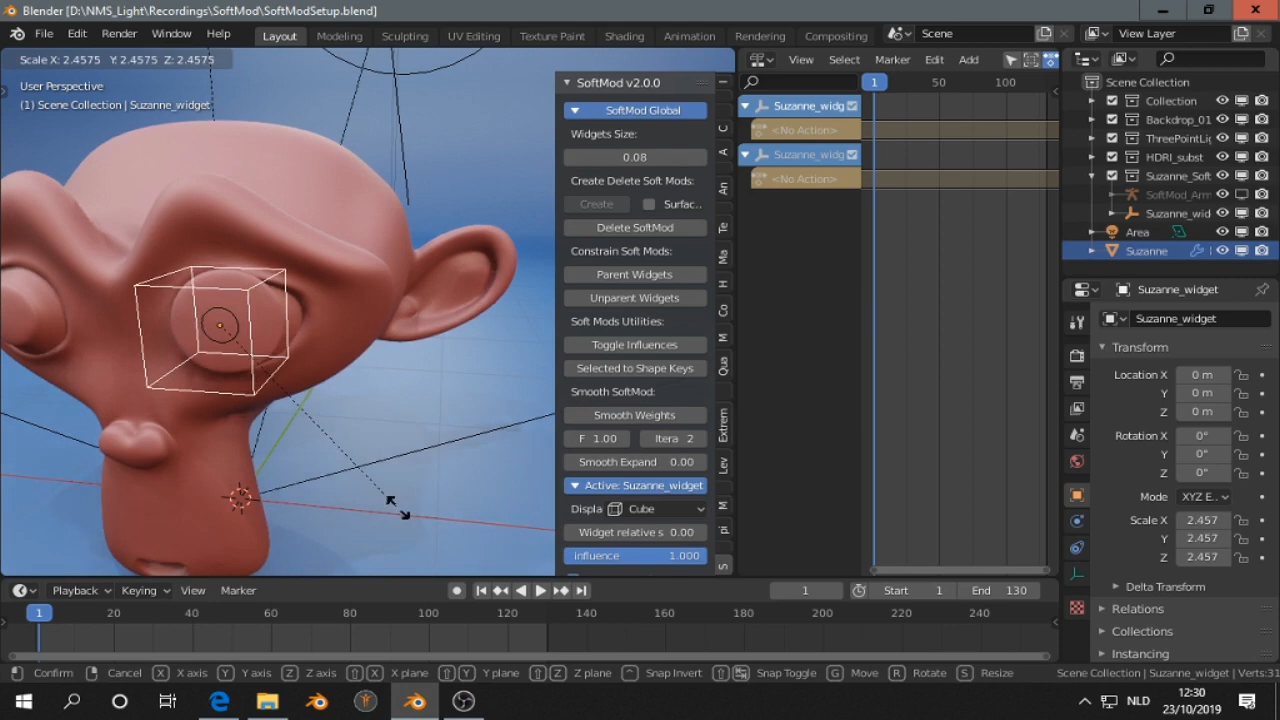 Blender [D:\NMS_Light\Recordings\SoftMod\SoftModSetup.blend]
File Edit Render Window Help Layout Modeling Sculpting UV Editing Texture Paint Shading Animation Rendering Compositing Scene View Layer
Scale X: 2.4575 Y: 2.4575 Z: 2.4575
User Perspective
(1) Scene Collection | Suzanne_widget
SoftMod v2.0.0
SoftMod Global
Widgets Size:
0.08
Create Delete Soft Mods:
Create Surfac..
Delete SoftMod
Constrain Soft Mods:
Parent Widgets
Unparent Widgets
Soft Mods Utilities:
Toggle Influences
Selected to Shape Keys
Smooth SoftMod:
Smooth Weights
F 1.00 Itera 2
Smooth Expand 0.00
Active: Suzanne_widget
Displa Cube
Widget relative s 0.00
influence 1.000
C
A
An
Te
Ma
H
Co
M
Qua
Extrem
Lev
M
pi
S
View Select Marker Edit Add
1 50 100
Suzanne_widg
<No Action>
Suzanne_widg
<No Action>
Scene Collection
Collection
Backdrop_01
ThreePointLig
HDRI_subst
Suzanne_Soft
SoftMod_Arm
Suzanne_wid
Area
Suzanne
Suzanne_widget
Suzanne_widget
Transform
Location X 0 m
Y 0 m
Z 0 m
Rotation X 0°
Y 0°
Z 0°
Mode XYZ E..
Scale X 2.457
Y 2.457
Z 2.457
Delta Transform
Relations
Collections
Instancing
Playback Keying View Marker 1 Start 1 End 130
1 20 40 60 80 100 120 140 160 180 200 220 240
Confirm Cancel X X axis Y Y axis Z Z axis X X plane Y Y plane Z Z plane Snap Invert Snap Toggle G Move R Rotate S Resize Scene Collection | Suzanne_widget | Verts:31
NLD
12:30
23/10/2019